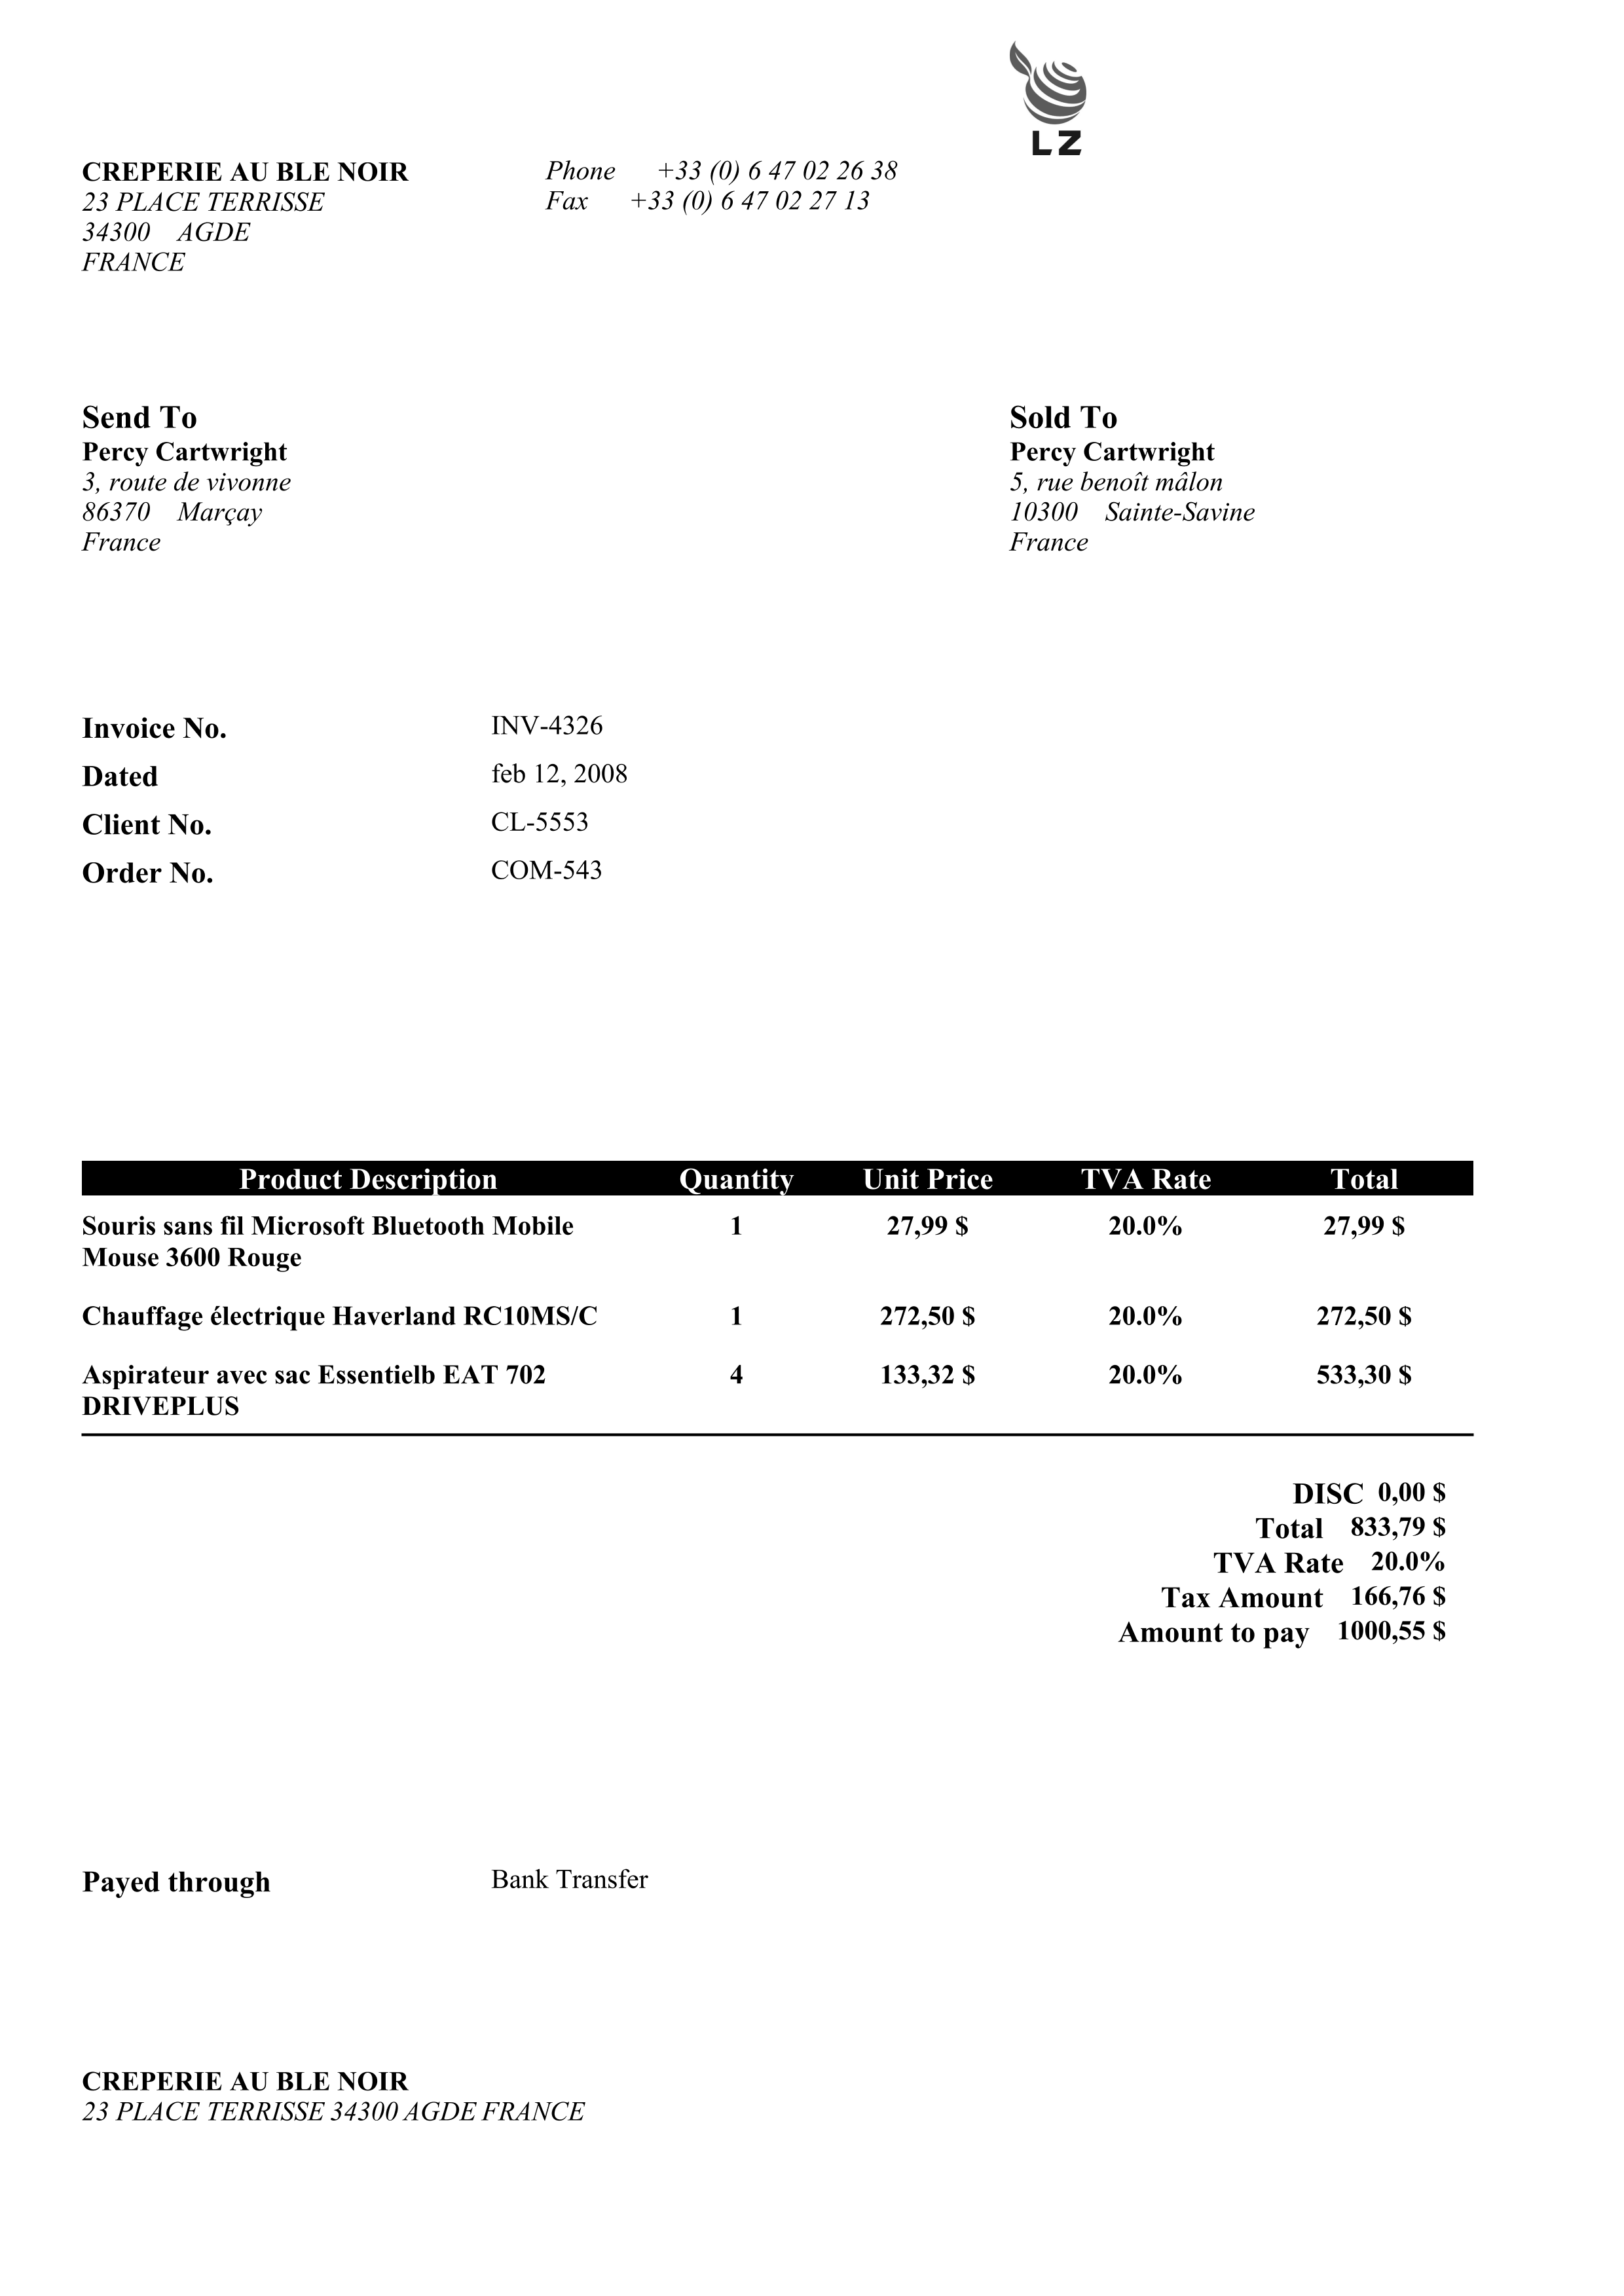 LZ
CREPERIE AU BLE NOIR
23 PLACE TERRISSE
34300 AGDE
FRANCE
Phone +33 (0) 6 47 02 26 38
Fax +33 (0) 6 47 02 27 13
Send To
Percy Cartwright
3, route de vivonne
86370 Marçay
France
Sold To
Percy Cartwright
5, rue benoît mâlon
10300 Sainte-Savine
France
Invoice No. INV-4326
Dated feb 12, 2008
Client No. CL-5553
Order No. COM-543
Product Description Quantity Unit Price TVA Rate Total
Souris sans fil Microsoft Bluetooth Mobile 1 27,99 $ 20.0% 27,99 $
Mouse 3600 Rouge
Chauffage électrique Haverland RC10MS/C 1 272,50 $ 20.0% 272,50 $
Aspirateur avec sac Essentielb EAT 702 4 133,32 $ 20.0% 533,30 $
DRIVEPLUS
DISC 0,00 $
Total 833,79 $
TVA Rate 20.0%
Tax Amount 166,76 $
Amount to pay 1000,55 $
Payed through Bank Transfer
CREPERIE AU BLE NOIR
23 PLACE TERRISSE 34300 AGDE FRANCE